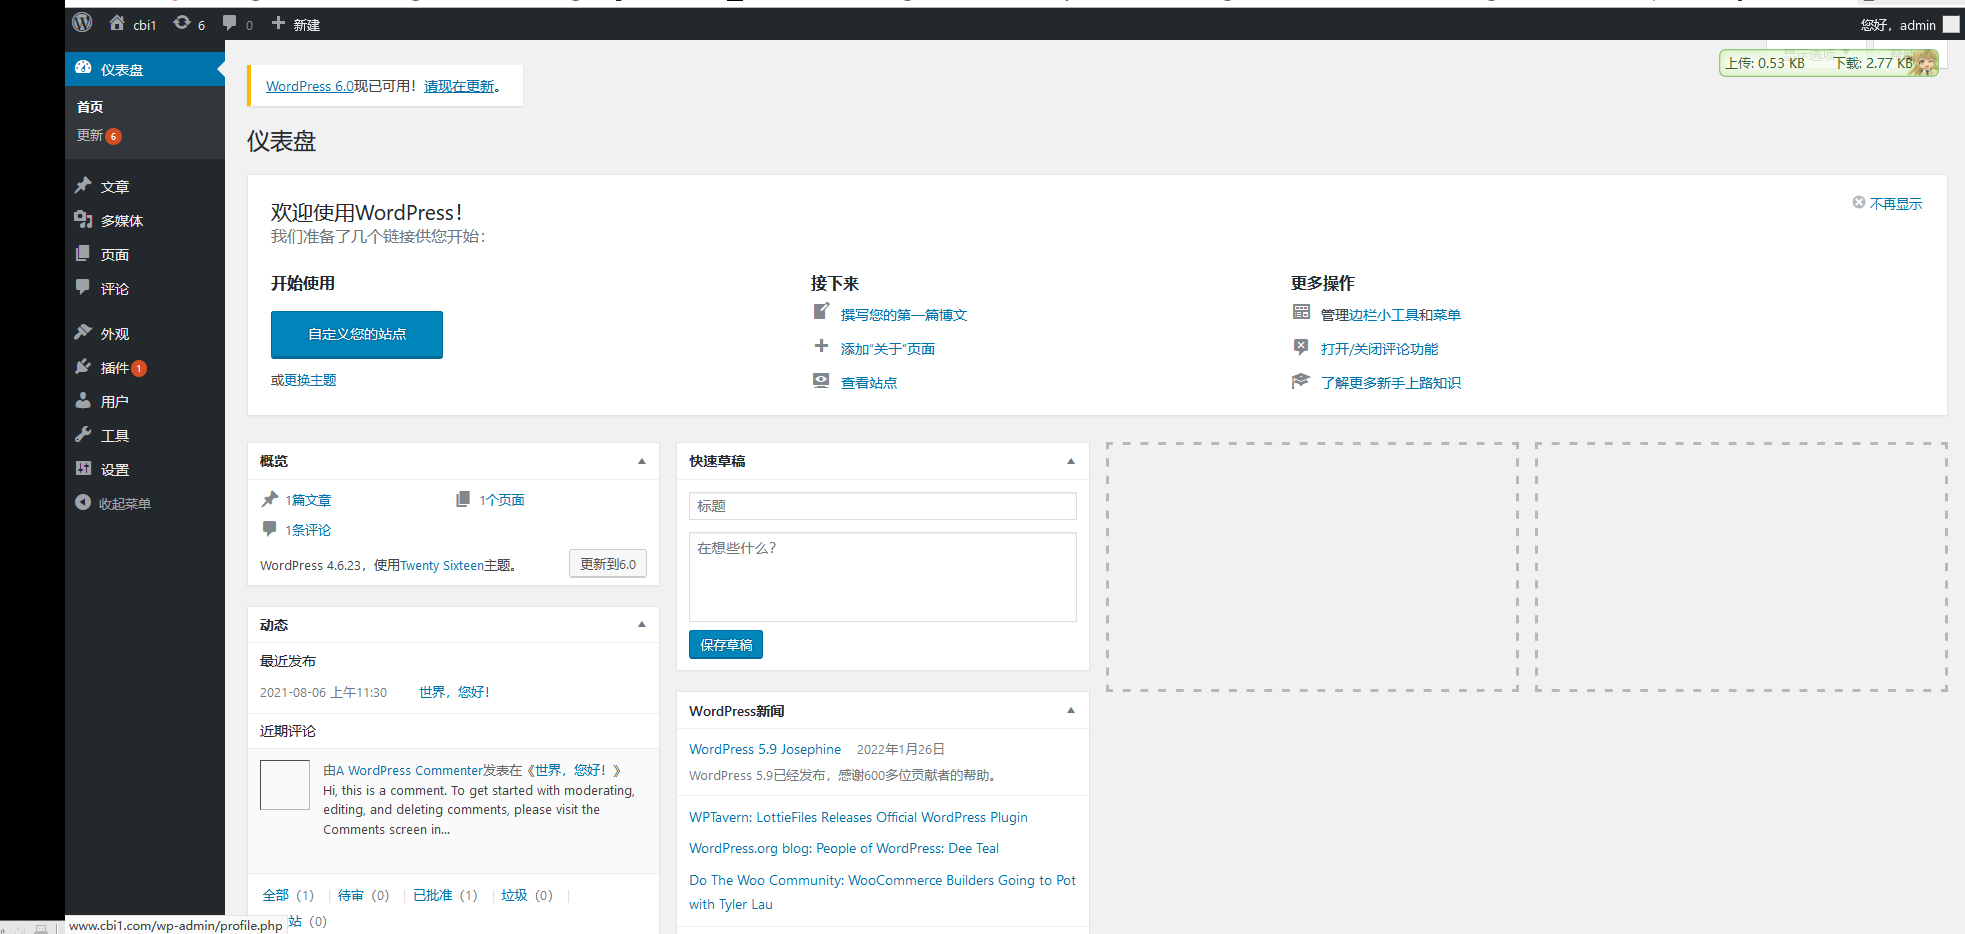 cbi1
6
0
新建
您好，admin
仪表盘
首页
更新 6
文章
多媒体
页面
评论
外观
插件 1
用户
工具
设置
收起菜单
显示选项
上传: 0.53 KB 下载: 2.77 KB
WordPress 6.0现已可用！请现在更新。
仪表盘
欢迎使用WordPress！
我们准备了几个链接供您开始：
不再显示
开始使用
自定义您的站点
或更换主题
接下来
撰写您的第一篇博文
添加“关于”页面
查看站点
更多操作
管理边栏小工具和菜单
打开/关闭评论功能
了解更多新手上路知识
概览
1篇文章
1个页面
1条评论
WordPress 4.6.23，使用Twenty Sixteen主题。
更新到6.0
动态
最近发布
2021-08-06 上午11:30 世界，您好！
近期评论
由A WordPress Commenter发表在《世界，您好！》
Hi, this is a comment. To get started with moderating,
editing, and deleting comments, please visit the
Comments screen in...
全部（1） | 待审（0） | 已批准（1） | 垃圾（0） |
站（0）
快速草稿
标题
在想些什么？
保存草稿
WordPress新闻
WordPress 5.9 Josephine 2022年1月26日
WordPress 5.9已经发布，感谢600多位贡献者的帮助。
WPTavern: LottieFiles Releases Official WordPress Plugin
WordPress.org blog: People of WordPress: Dee Teal
Do The Woo Community: WooCommerce Builders Going to Pot
with Tyler Lau
www.cbi1.com/wp-admin/profile.php